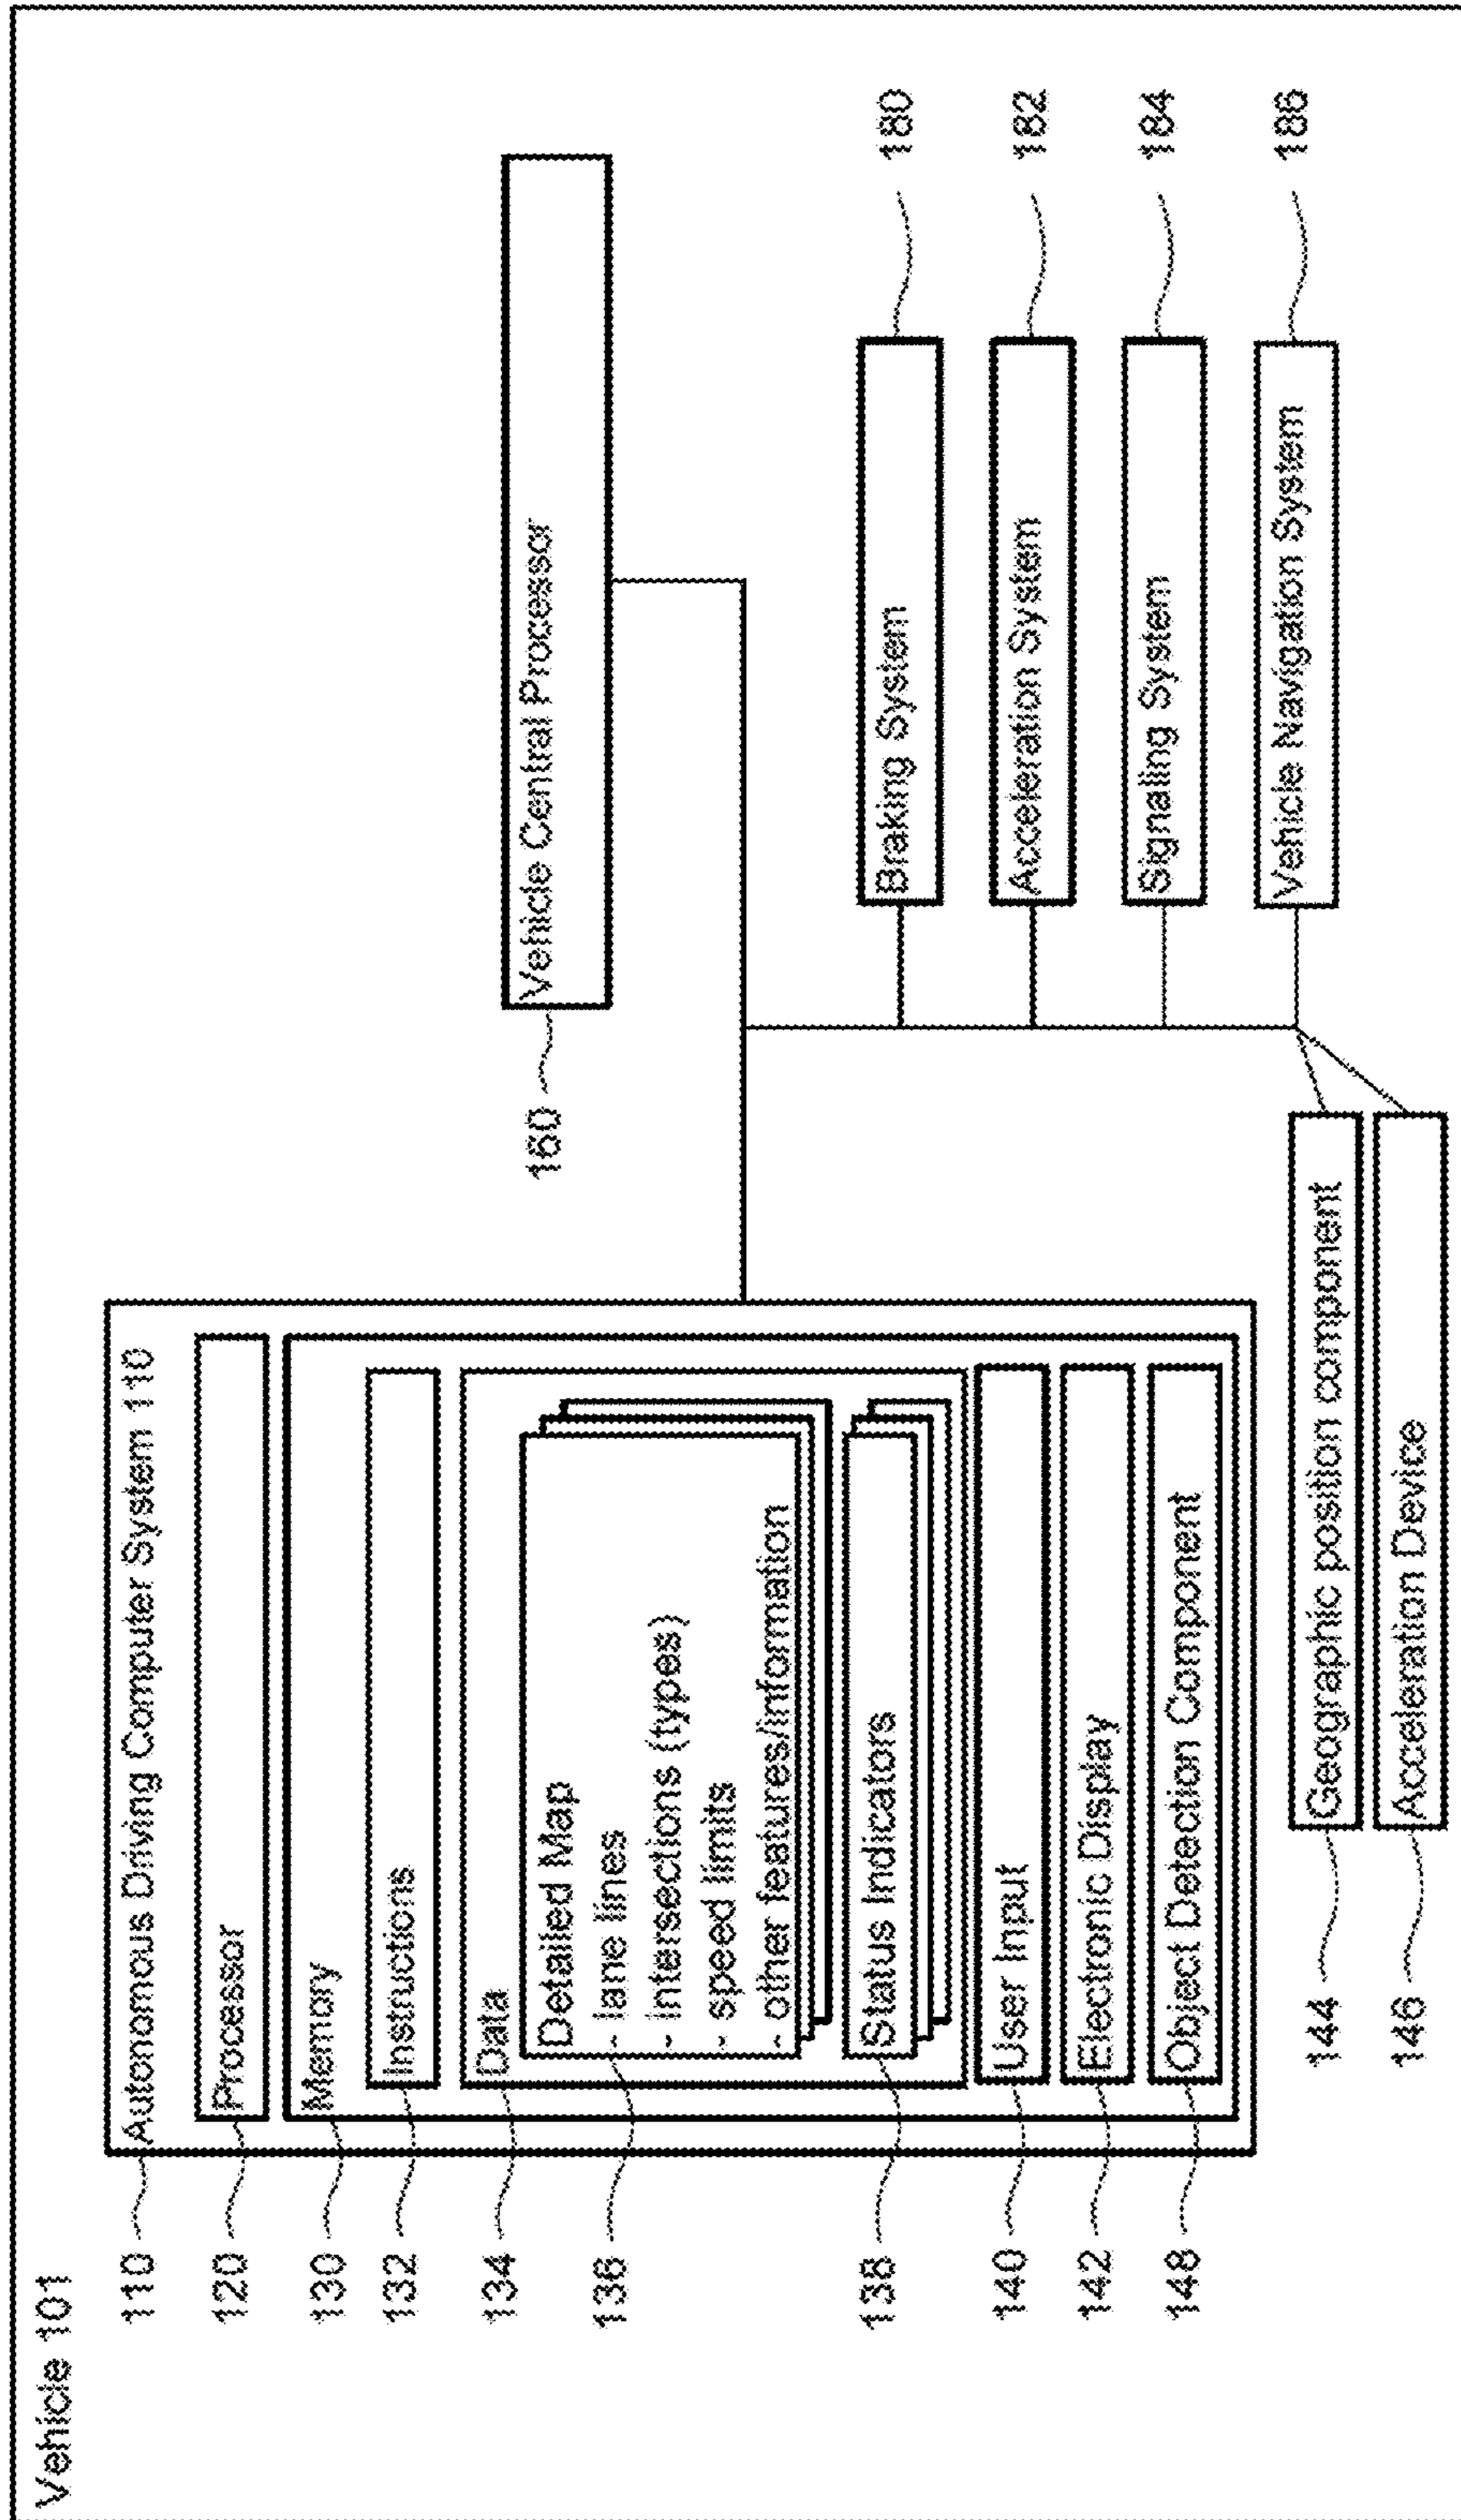 Vehicle 101
110
Autonomous Driving Computer System 110
120
Processor
130
Memory
132
Instructions
134
Data
136
Detailed Map
- lane lines
- intersections (types)
- speed limits
- other features/information
138
Status Indicators
140
User Input
142
Electronic Display
148
Object Detection Component
144
Geographic position component
146
Acceleration Device
160
Vehicle Central Processor
Braking System
180
Acceleration System
182
Signaling System
184
Vehicle Navigation System
186